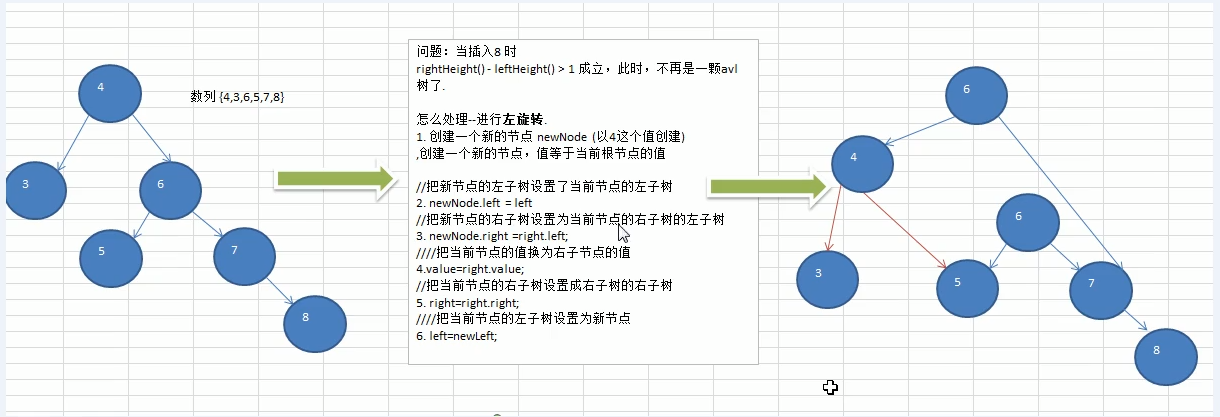 4
3
6
5
7
8
数列 {4,3,6,5,7,8}
问题：当插入8 时
rightHeight() - leftHeight() > 1 成立，此时，不再是一颗avl
树了.
怎么处理--进行左旋转.
1. 创建一个新的节点 newNode (以4这个值创建)
,创建一个新的节点，值等于当前根节点的值
//把新节点的左子树设置了当前节点的左子树
2. newNode.left = left
//把新节点的右子树设置为当前节点的右子树的左子树
3. newNode.right =right.left;
////把当前节点的值换为右子节点的值
4.value=right.value;
//把当前节点的右子树设置成右子树的右子树
5. right=right.right;
////把当前节点的左子树设置为新节点
6. left=newLeft;
6
4
6
3
5
7
8